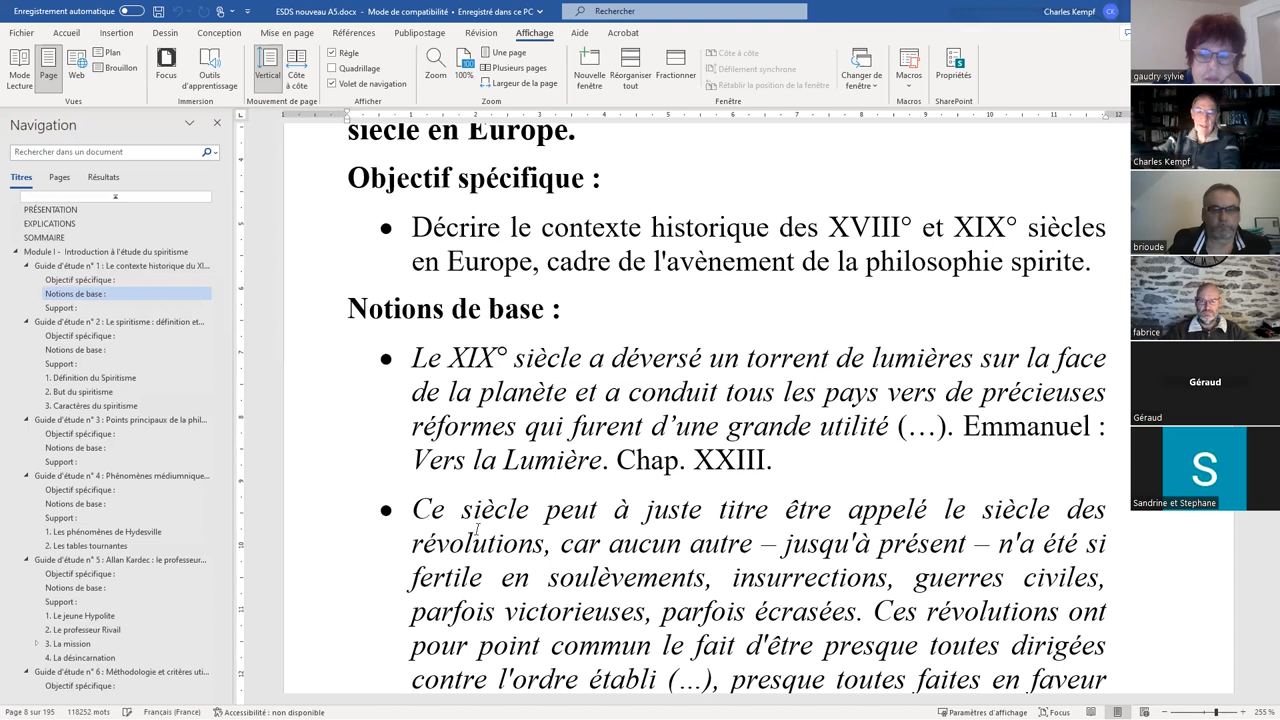 Enregistrement automatique
ESDS nouveau A5.docx - Mode de compatibilité • Enregistré dans ce PC
Rechercher
Charles Kempf
CK
Fichier Accueil Insertion Dessin Conception Mise en page Références Publipostage Révision Affichage Aide Acrobat
Mode Lecture
Page
Web
Plan
Brouillon
Vues
Focus
Outils d'apprentissage
Immersion
Vertical
Côte à côte
Mouvement de page
Règle
Quadrillage
Volet de navigation
Afficher
Zoom
100%
Une page
Plusieurs pages
Largeur de la page
Zoom
Nouvelle fenêtre
Réorganiser tout
Fractionner
Côte à côte
Défilement synchrone
Rétablir la position de la fenêtre
Changer de fenêtre
Fenêtre
Macros
Macros
Propriétés
SharePoint
Navigation
Rechercher dans un document
Titres Pages Résultats
PRÉSENTATION
EXPLICATIONS
SOMMAIRE
Module I - Introduction à l'étude du spiritisme
Guide d'étude n° 1 : Le contexte historique du XI...
Objectif spécifique :
Notions de base :
Support :
Guide d'étude n° 2 : Le spiritisme : définition et...
Objectif spécifique :
Notions de base :
Support :
1. Définition du Spiritisme
2. But du spiritisme
3. Caractères du spiritisme
Guide d'étude n° 3 : Points principaux de la phil...
Objectif spécifique :
Notions de base :
Support :
Guide d'étude n° 4 : Phénomènes médiumnique...
Objectif spécifique :
Notions de base :
Support :
1. Les phénomènes de Hydesville
2. Les tables tournantes
Guide d'étude n° 5 : Allan Kardec : le professeur...
Objectif spécifique :
Notions de base :
Support :
1. Le jeune Hypolite
2. Le professeur Rivail
3. La mission
4. La désincarnation
Guide d'étude n° 6 : Méthodologie et critères uti...
Objectif spécifique :
siècle en Europe.
Objectif spécifique :
● Décrire le contexte historique des XVIII° et XIX° siècles
en Europe, cadre de l'avènement de la philosophie spirite.
Notions de base :
● Le XIX° siècle a déversé un torrent de lumières sur la face
de la planète et a conduit tous les pays vers de précieuses
réformes qui furent d’une grande utilité (…). Emmanuel :
Vers la Lumière. Chap. XXIII.
● Ce siècle peut à juste titre être appelé le siècle des
révolutions, car aucun autre – jusqu'à présent – n'a été si
fertile en soulèvements, insurrections, guerres civiles,
parfois victorieuses, parfois écrasées. Ces révolutions ont
pour point commun le fait d'être presque toutes dirigées
contre l'ordre établi (...), presque toutes faites en faveur
gaudry sylvie
Charles Kempf
brioude
fabrice
Géraud
Géraud
S
Sandrine et Stephane
Page 8 sur 195 118252 mots Français (France) Accessibilité : non disponible
Paramètres d'affichage Focus 255 %